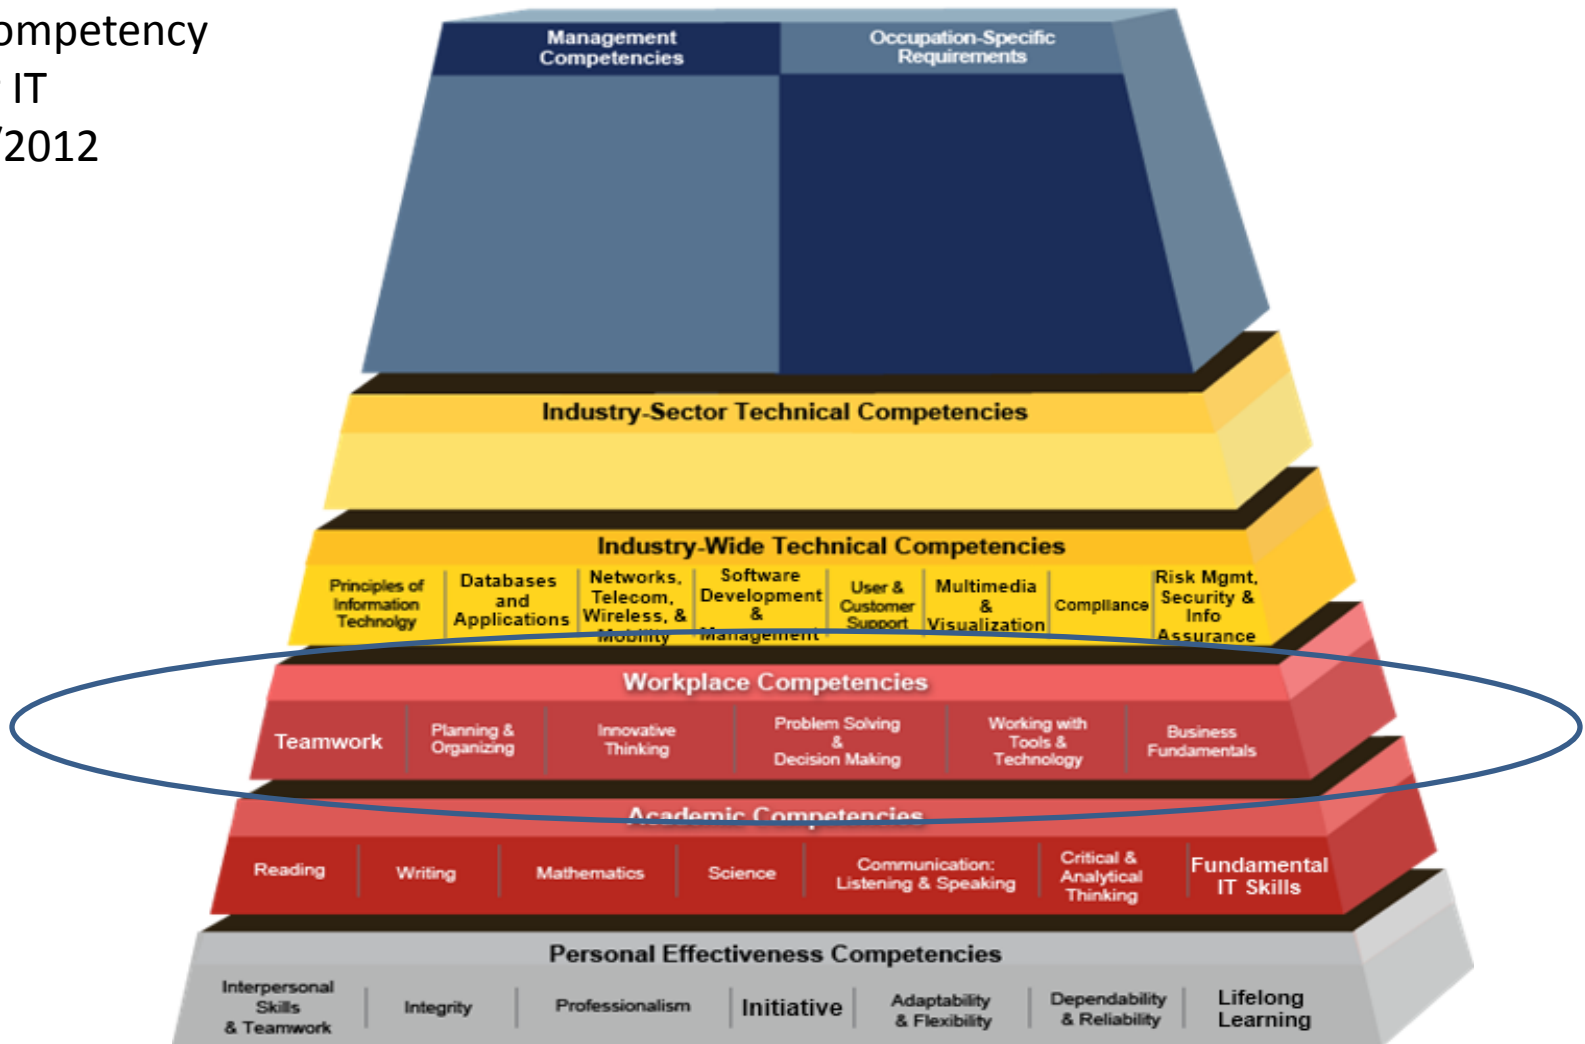 ompetency
IT
/2012
Management
Competencies
Occupation-Specific
Requirements
Industry-Sector Technical Competencies
Industry-Wide Technical Competencies
Principles of
Information
Technolgy
Databases
and
Applications
Networks,
Telecom,
Wireless, &
Mobility
Software
Development
&
Management
User &
Customer
Support
Multimedia
&
Visualization
Compliance
Risk Mgmt,
Security &
Info
Assurance
Workplace Competencies
Teamwork
Planning &
Organizing
Innovative
Thinking
Problem Solving
&
Decision Making
Working with
Tools &
Technology
Business
Fundamentals
Academic Competencies
Reading
Writing
Mathematics
Science
Communication:
Listening & Speaking
Critical &
Analytical
Thinking
Fundamental
IT Skills
Personal Effectiveness Competencies
Interpersonal
Skills
& Teamwork
Integrity
Professionalism
Initiative
Adaptability
& Flexibility
Dependability
& Reliability
Lifelong
Learning